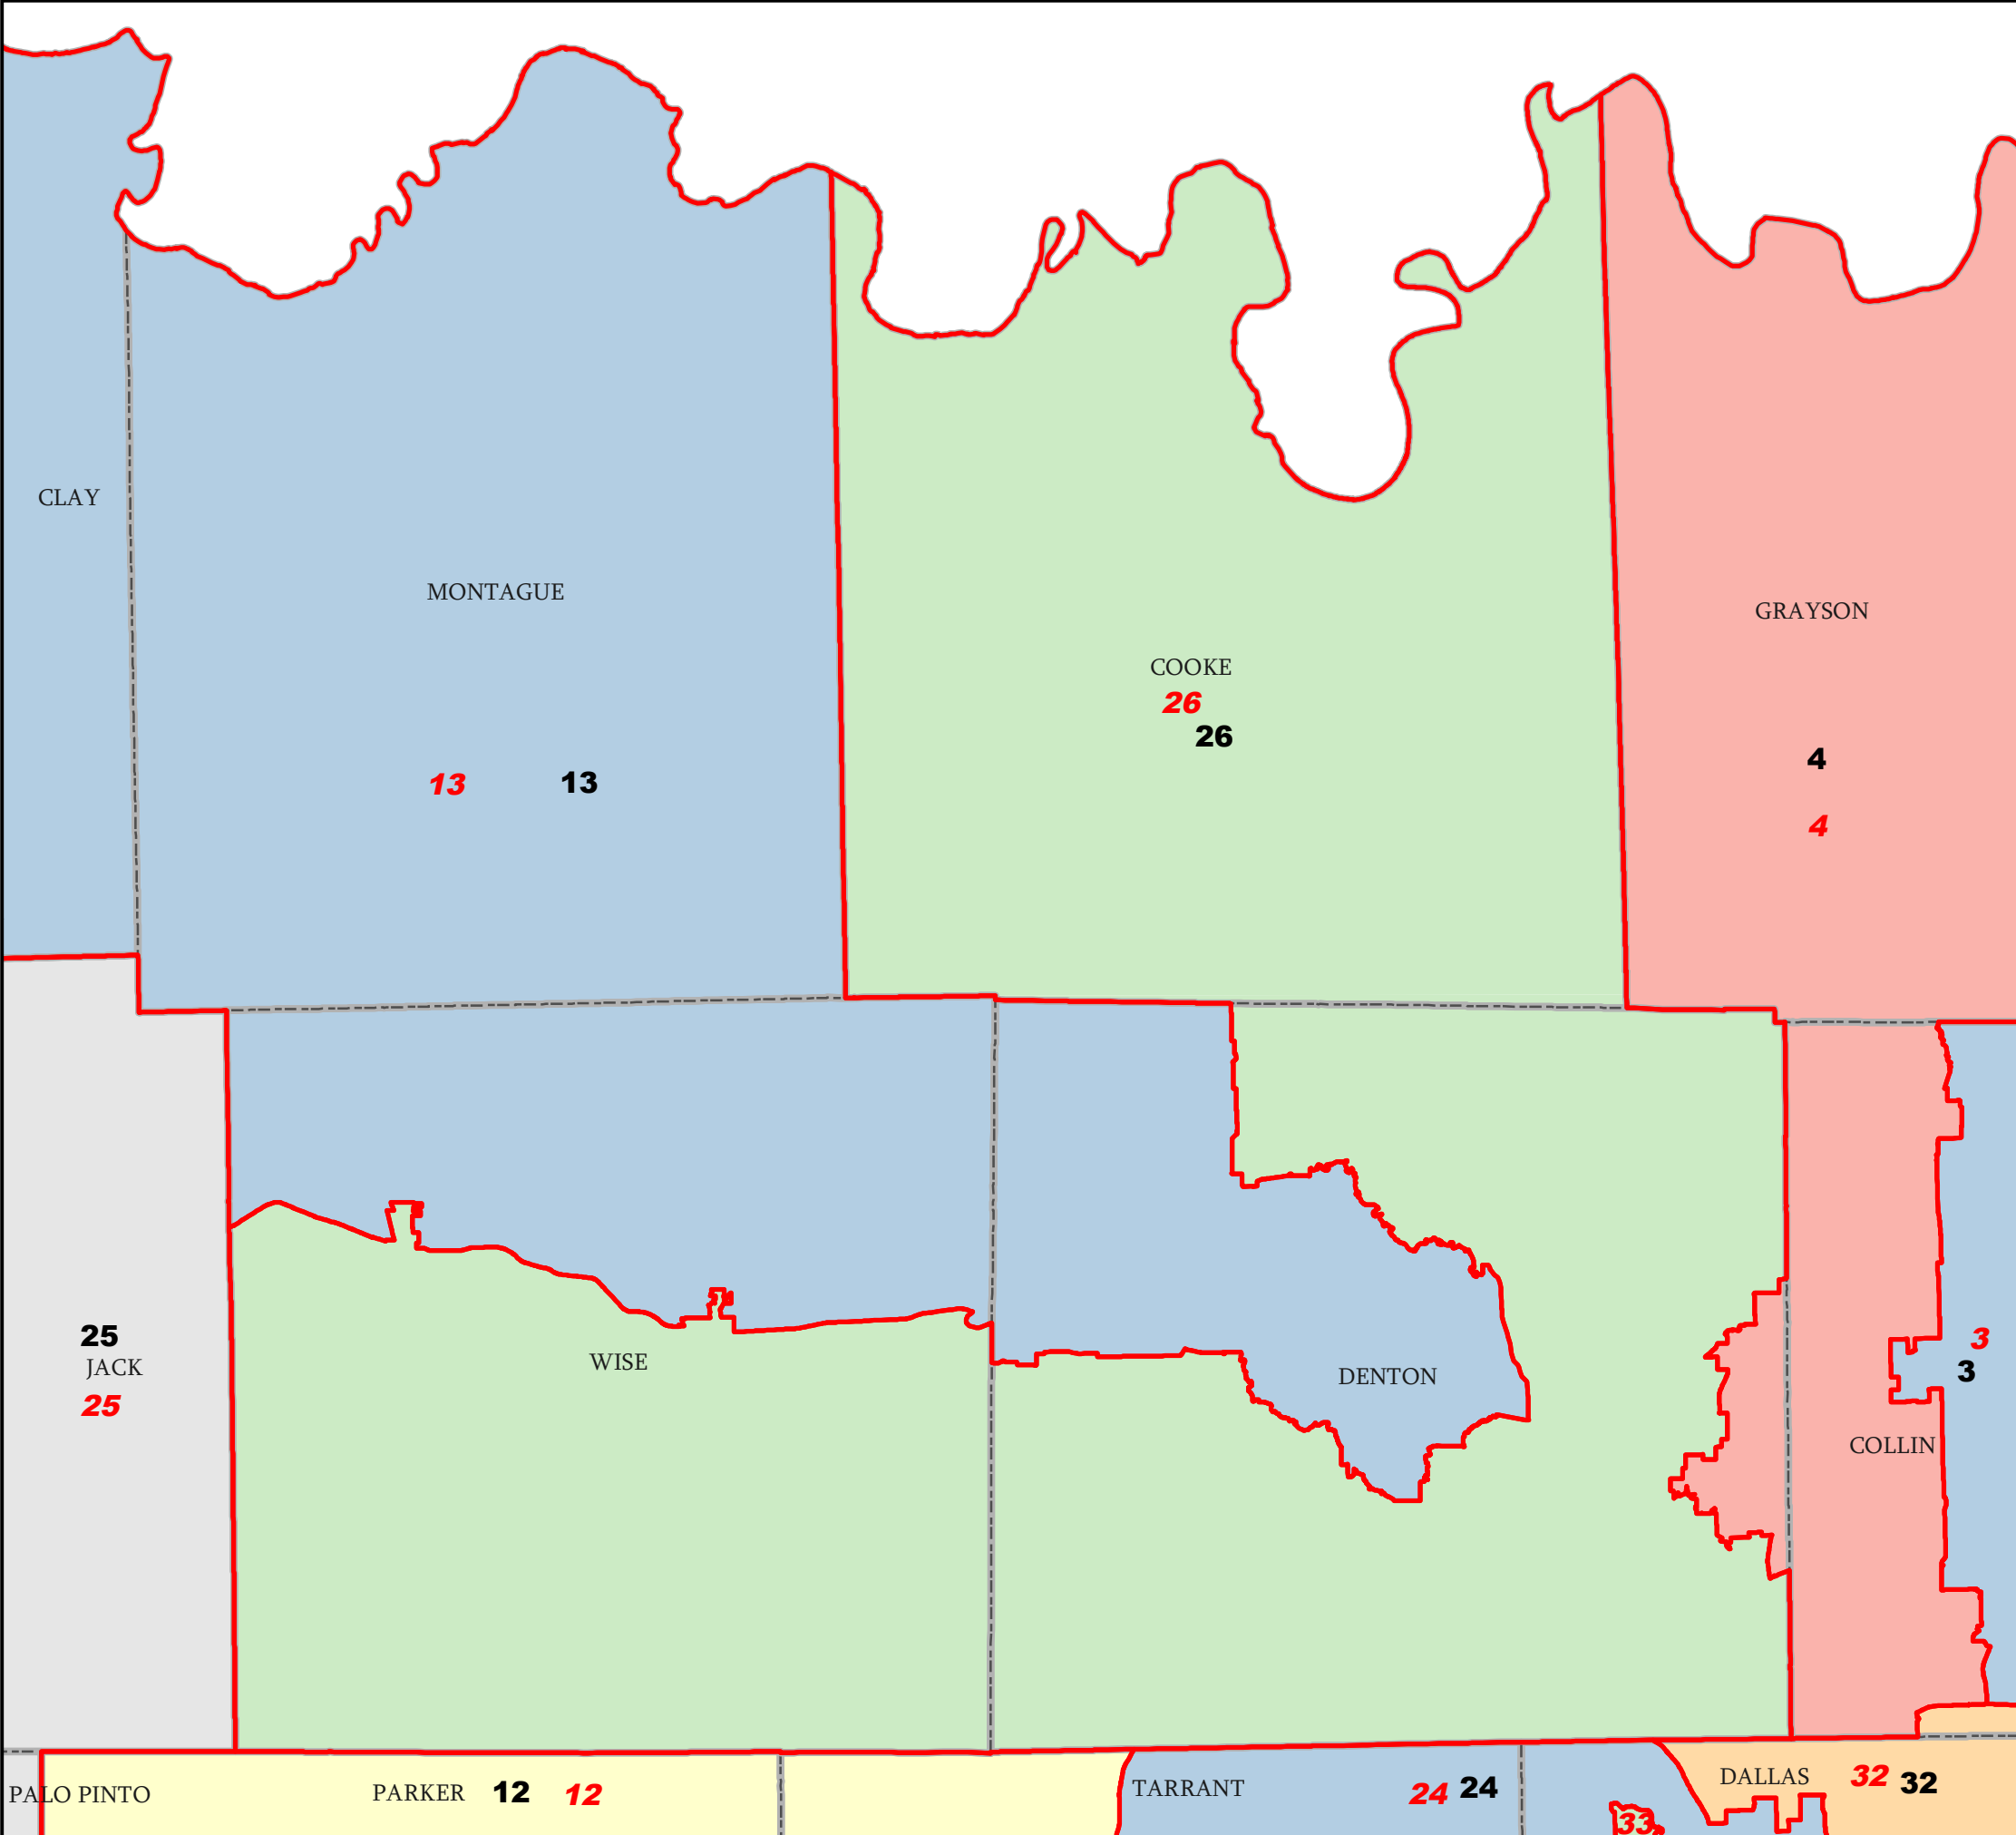 CLAY
MONTAGUE
GRAYSON
COOKE
26
26
4
13 13
4
25
JACK
25
WISE
DENTON
3
3
COLLIN
PALO PINTO
PARKER 12 12
TARRANT
24 24
DALLAS 32 32
33